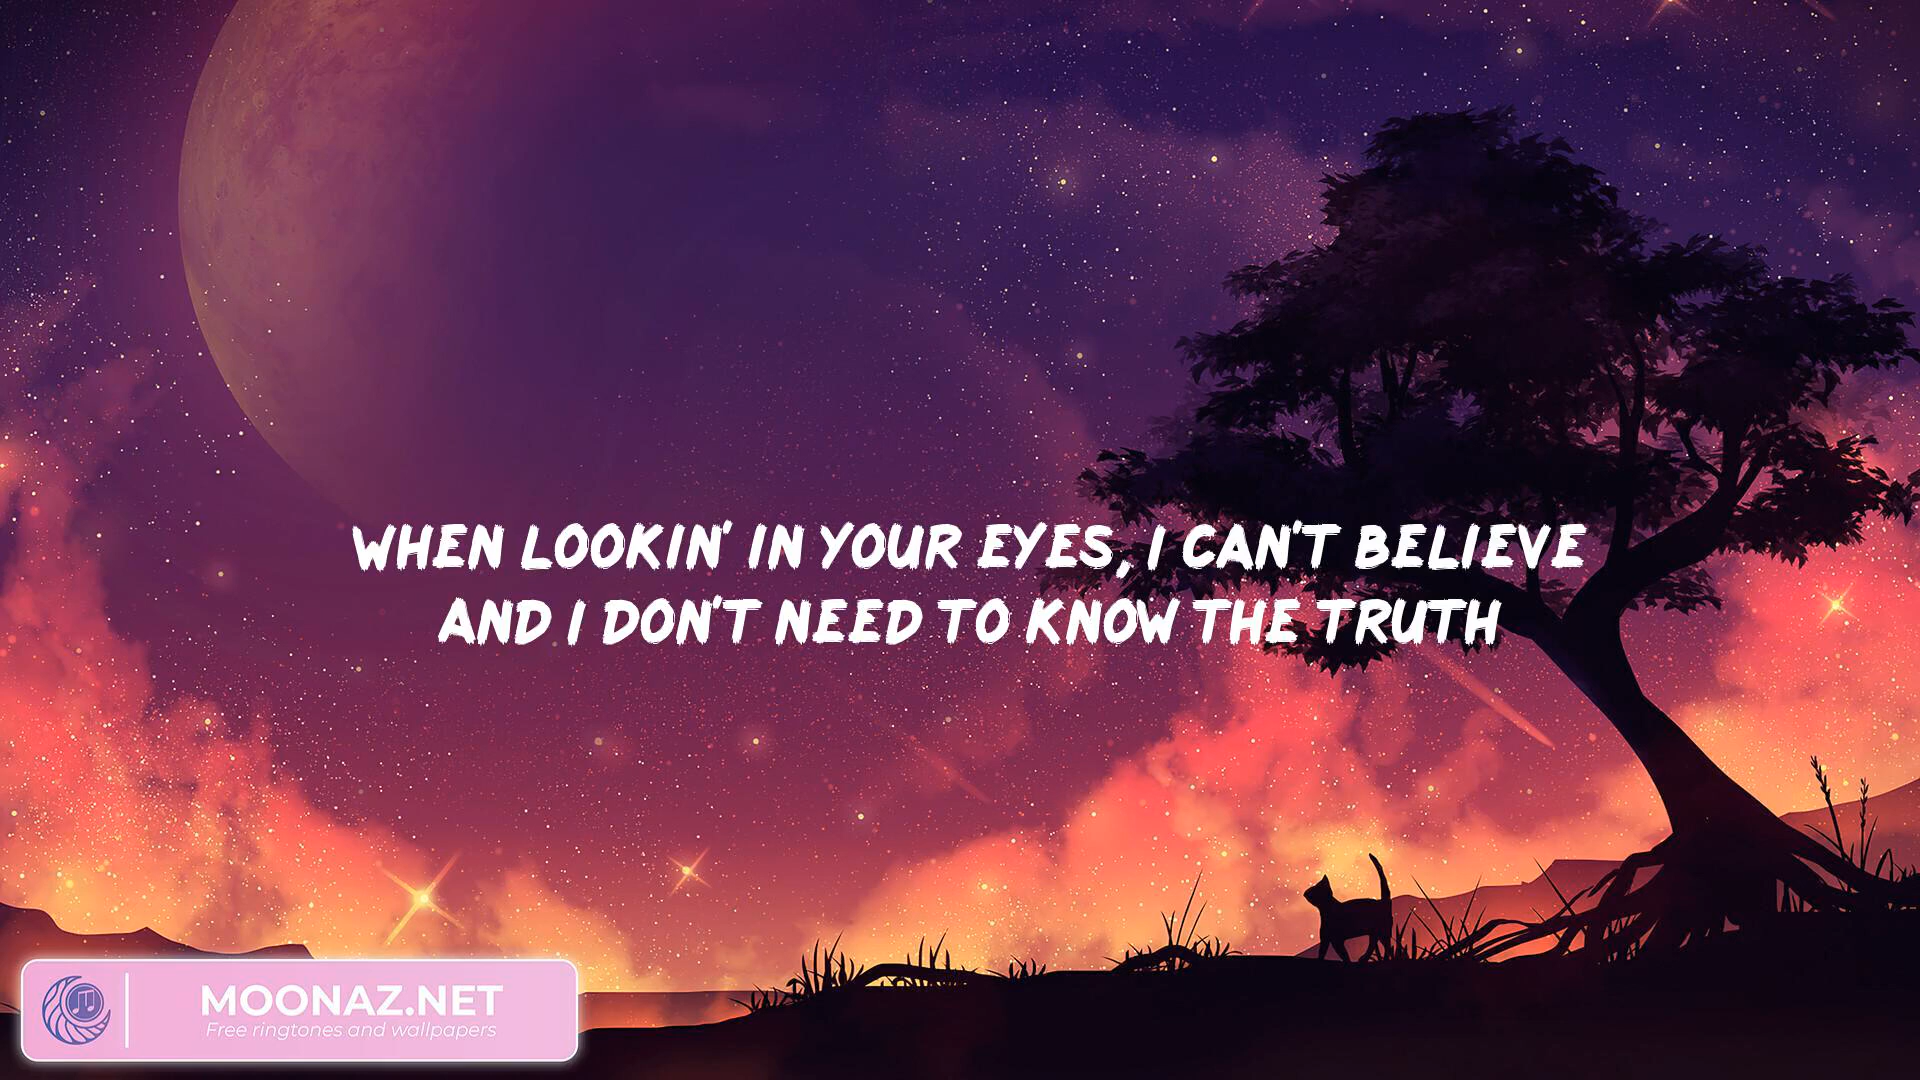 WHEN LOOKIN' IN YOUR EYES, I CAN'T BELIEVE
AND I DON'T NEED TO KNOW THE TRUTH
MOONAZ.NET
Free ringtones and wallpapers